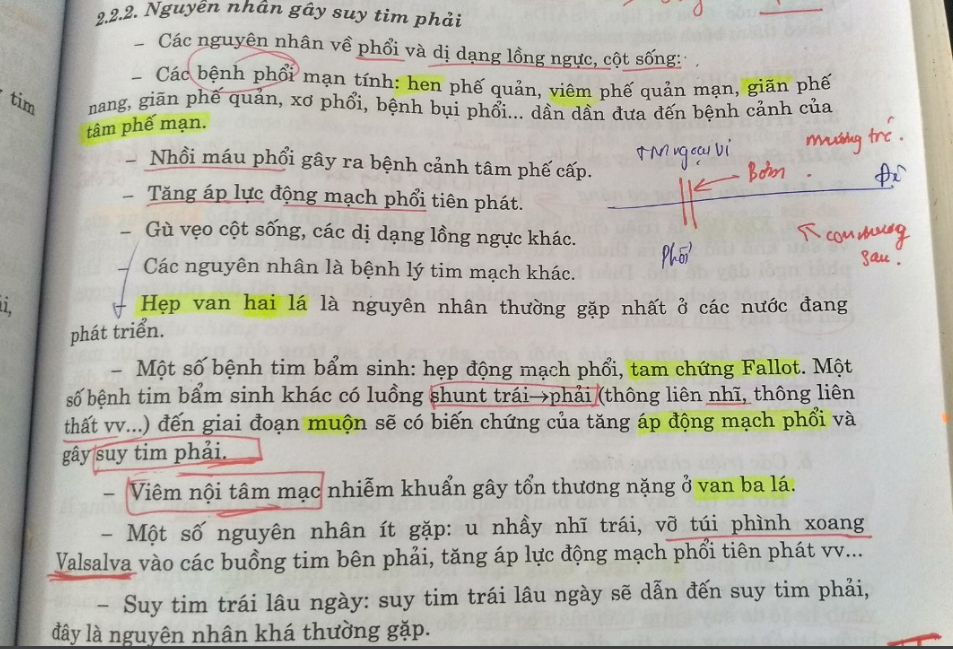 2.2.2. Nguyên nhân gây suy tim phải
– Các nguyên nhân về phổi và dị dạng lồng ngực, cột sống:
– Các bệnh phổi mạn tính: hen phế quản, viêm phế quản mạn, giãn phế
nang, giãn phế quản, xơ phổi, bệnh bụi phổi... dần dần đưa đến bệnh cảnh của
tâm phế mạn.
– Nhồi máu phổi gây ra bệnh cảnh tâm phế cấp.
– Tăng áp lực động mạch phổi tiên phát.
– Gù vẹo cột sống, các dị dạng lồng ngực khác.
– Các nguyên nhân là bệnh lý tim mạch khác.
Hẹp van hai lá là nguyên nhân thường gặp nhất ở các nước đang
phát triển.
– Một số bệnh tim bẩm sinh: hẹp động mạch phổi, tam chứng Fallot. Một
số bệnh tim bẩm sinh khác có luồng shunt trái→phải (thông liên nhĩ, thông liên
thất vv...) đến giai đoạn muộn sẽ có biến chứng của tăng áp động mạch phổi và
gây suy tim phải.
– Viêm nội tâm mạc nhiễm khuẩn gây tổn thương nặng ở van ba lá.
– Một số nguyên nhân ít gặp: u nhầy nhĩ trái, vỡ túi phình xoang
Valsalva vào các buồng tim bên phải, tăng áp lực động mạch phổi tiên phát vv...
– Suy tim trái lâu ngày: suy tim trái lâu ngày sẽ dẫn đến suy tim phải,
đây là nguyên nhân khá thường gặp.
tim
i,
ngoại vi
Bơm
Phổi
sau.